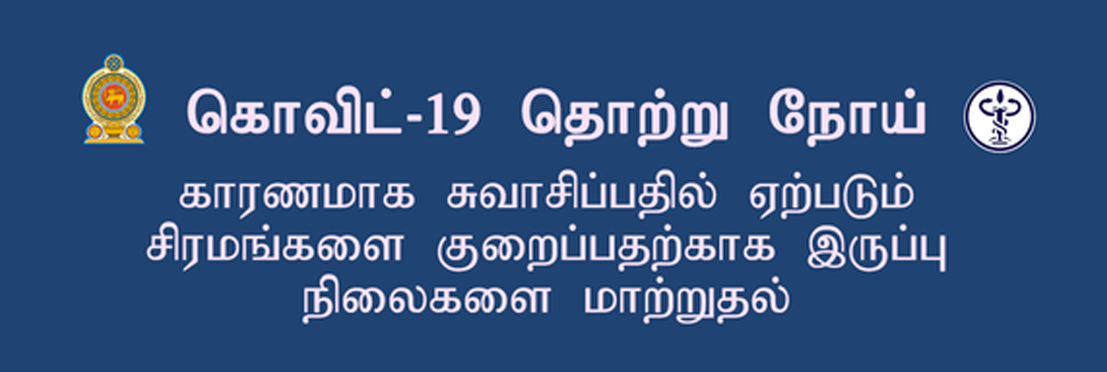 கொவிட்-19 தொற்று நோய்
காரணமாக சுவாசிப்பதில் ஏற்படும்
சிரமங்களை குறைப்பதற்காக இருப்பு
நிலைகளை மாற்றுதல்